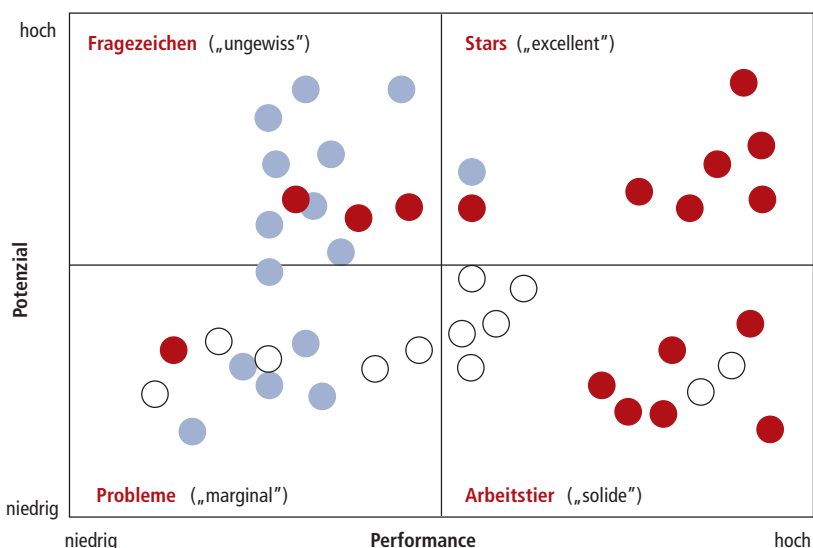 hoch
Fragezeichen („ungewiss”)
Stars („excellent”)
Potenzial
Probleme („marginal”)
Arbeitstier („solide”)
niedrig
niedrig
Performance
hoch